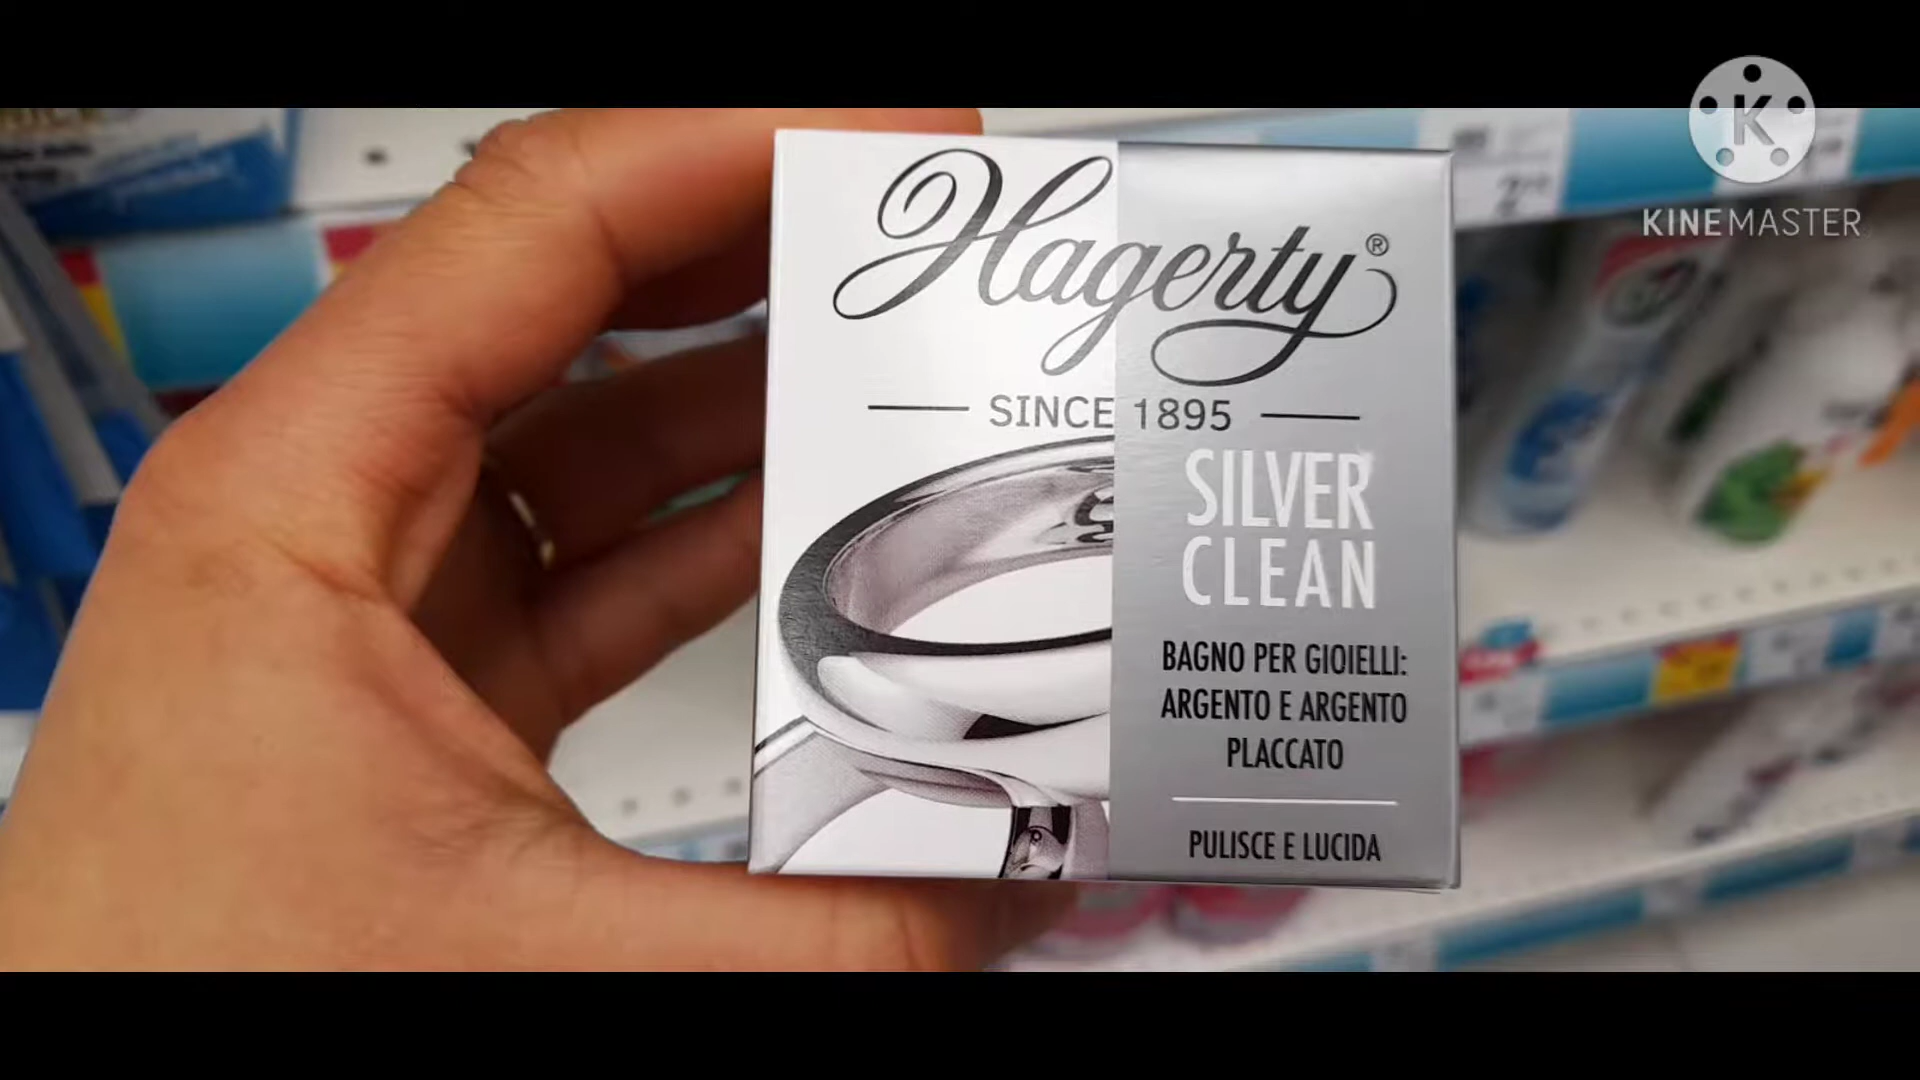 K
KINEMASTER
Hagerty®
SINCE 1895
SILVER
CLEAN
BAGNO PER GIOIELLI:
ARGENTO E ARGENTO
PLACCATO
PULISCE E LUCIDA